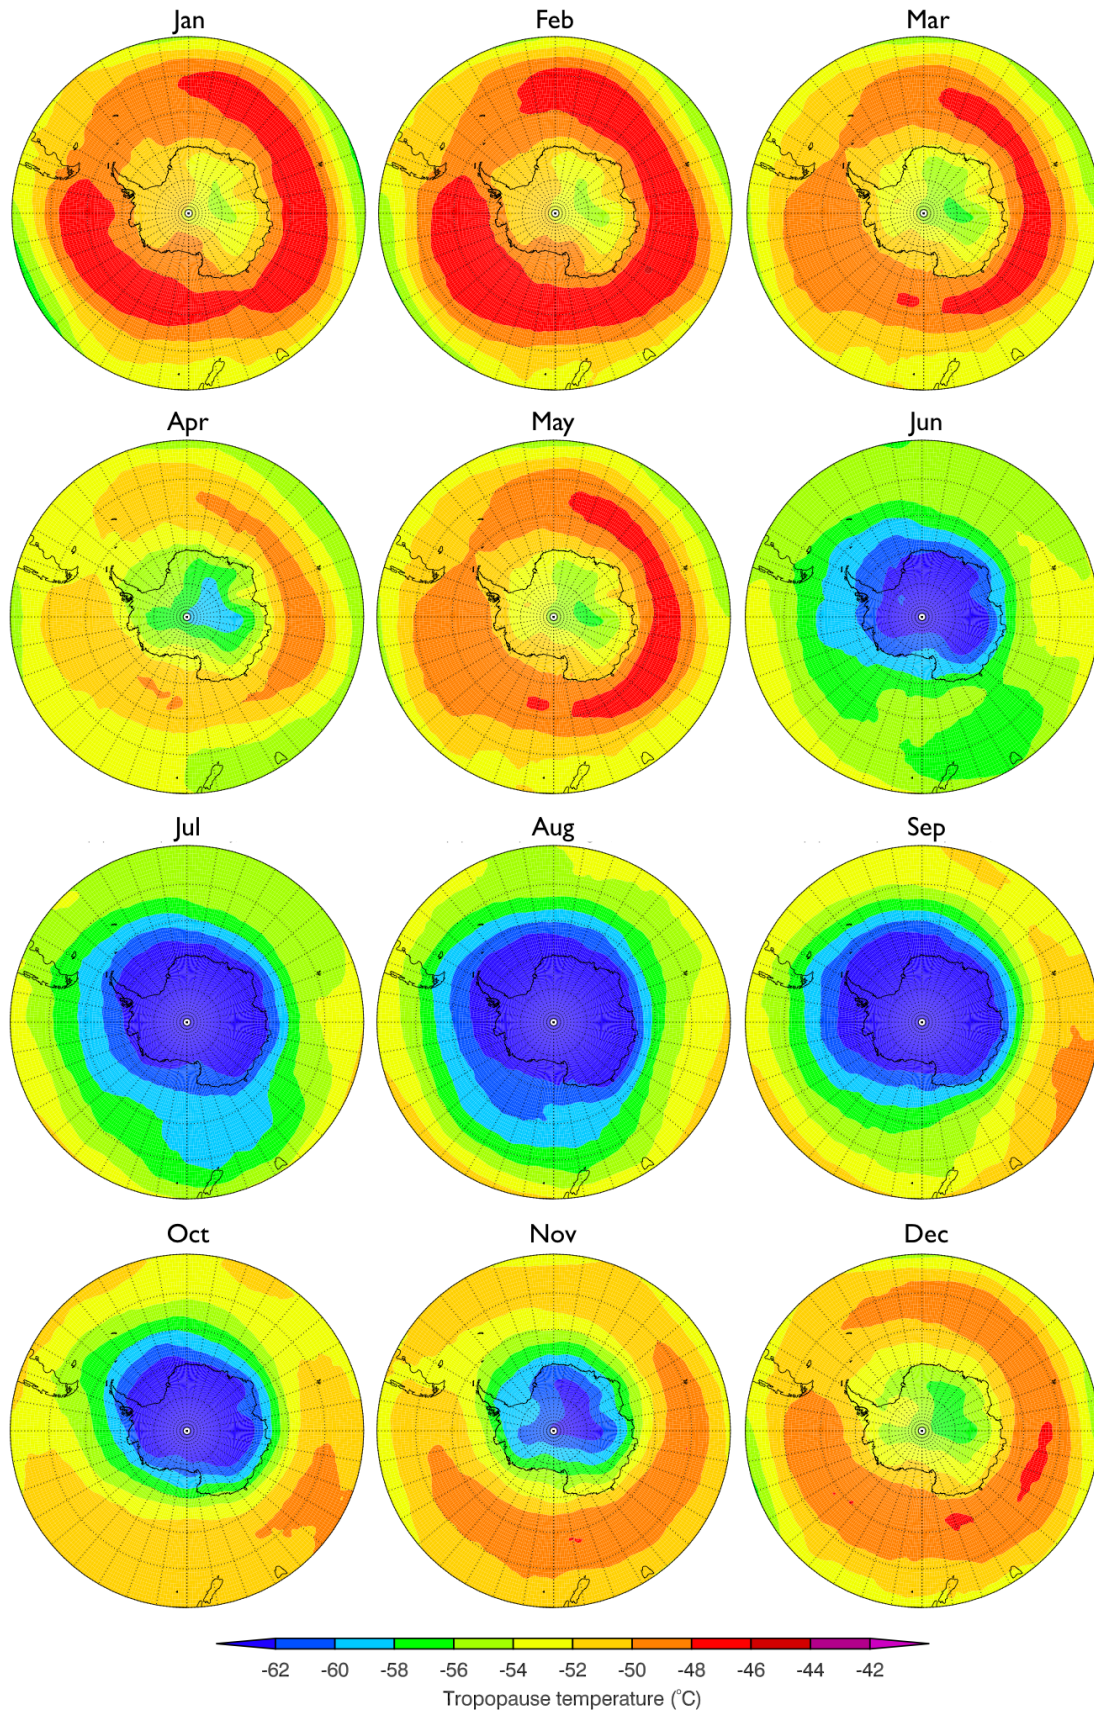 Jan Feb Mar
Apr May Jun
Jul Aug Sep
Oct Nov Dec
-62 -60 -58 -56 -54 -52 -50 -48 -46 -44 -42
Tropopause temperature (°C)